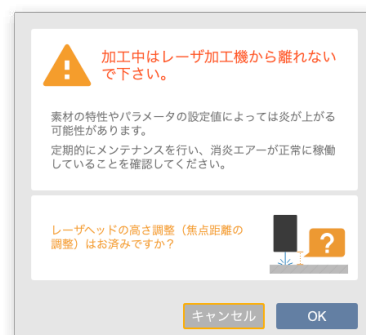 加工中はレーザ加工機から離れない
で下さい。
素材の特性やパラメータの設定値によっては炎が上がる
可能性があります。
定期的にメンテナンスを行い、消炎エアーが正常に稼働
していることを確認してください。
レーザヘッドの高さ調整（焦点距離の
調整）はお済みですか？
?
キャンセル
OK